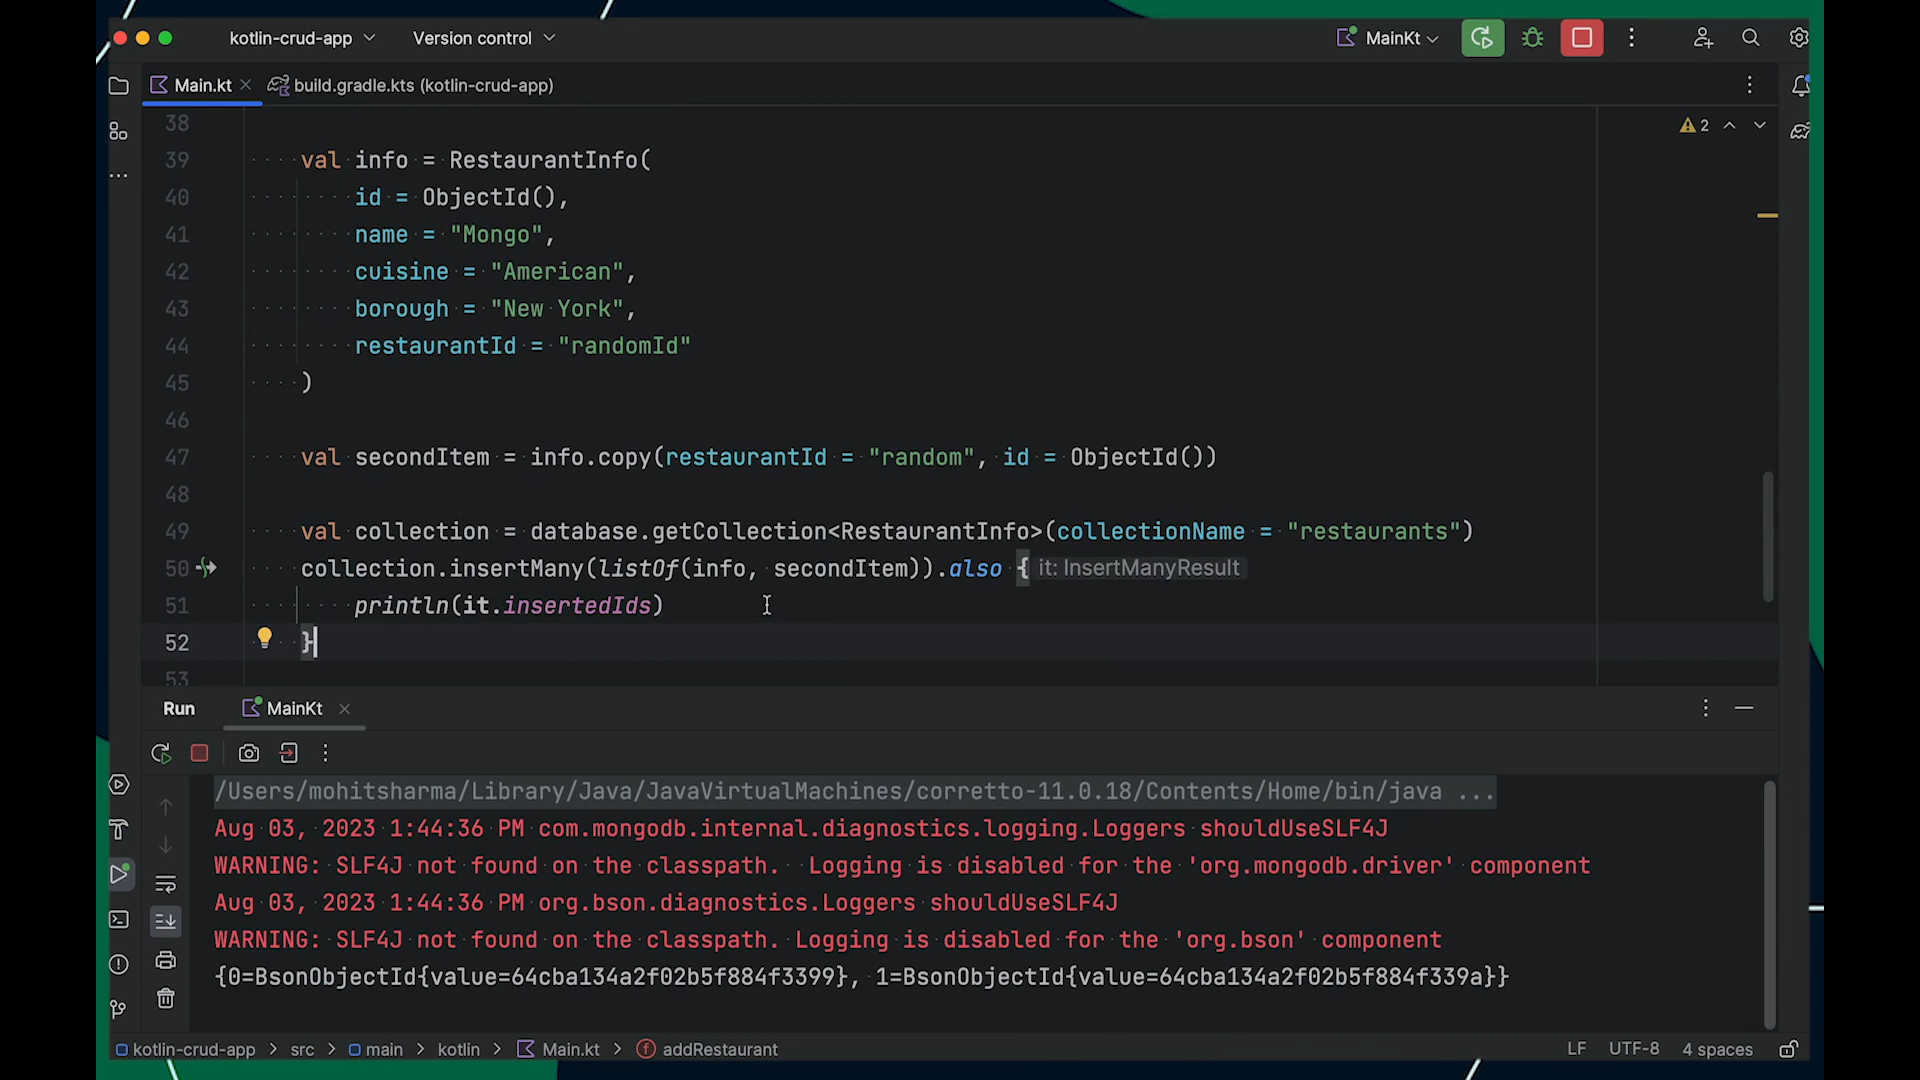 kotlin-crud-app Version control MainKt
Main.kt build.gradle.kts (kotlin-crud-app)
38 2
39 val info = RestaurantInfo(
40 id = ObjectId(),
41 name = "Mongo",
42 cuisine = "American",
43 borough = "New York",
44 restaurantId = "randomId"
45 )
46
47 val secondItem = info.copy(restaurantId = "random", id = ObjectId())
48
49 val collection = database.getCollection<RestaurantInfo>(collectionName = "restaurants")
50 collection.insertMany(listOf(info, secondItem)).also { it: InsertManyResult
51 println(it.insertedIds)
52 }
53
Run MainKt
/Users/mohitsharma/Library/Java/JavaVirtualMachines/corretto-11.0.18/Contents/Home/bin/java ...
Aug 03, 2023 1:44:36 PM com.mongodb.internal.diagnostics.logging.Loggers shouldUseSLF4J
WARNING: SLF4J not found on the classpath.  Logging is disabled for the 'org.mongodb.driver' component
Aug 03, 2023 1:44:36 PM org.bson.diagnostics.Loggers shouldUseSLF4J
WARNING: SLF4J not found on the classpath. Logging is disabled for the 'org.bson' component
{0=BsonObjectId{value=64cba134a2f02b5f884f3399}, 1=BsonObjectId{value=64cba134a2f02b5f884f339a}}
kotlin-crud-app > src > main > kotlin > Main.kt > addRestaurant LF UTF-8 4 spaces